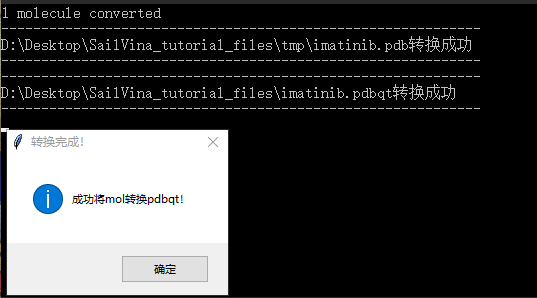 1 molecule converted
--------------------------------------------------------
D:\Desktop\SailVina_tutorial_files\tmp\imatinib.pdb转换成功
--------------------------------------------------------
--------------------------------------------------------
D:\Desktop\SailVina_tutorial_files\imatinib.pdbqt转换成功
--------------------------------------------------------
转换完成!
成功将mol转换pdbqt!
确定